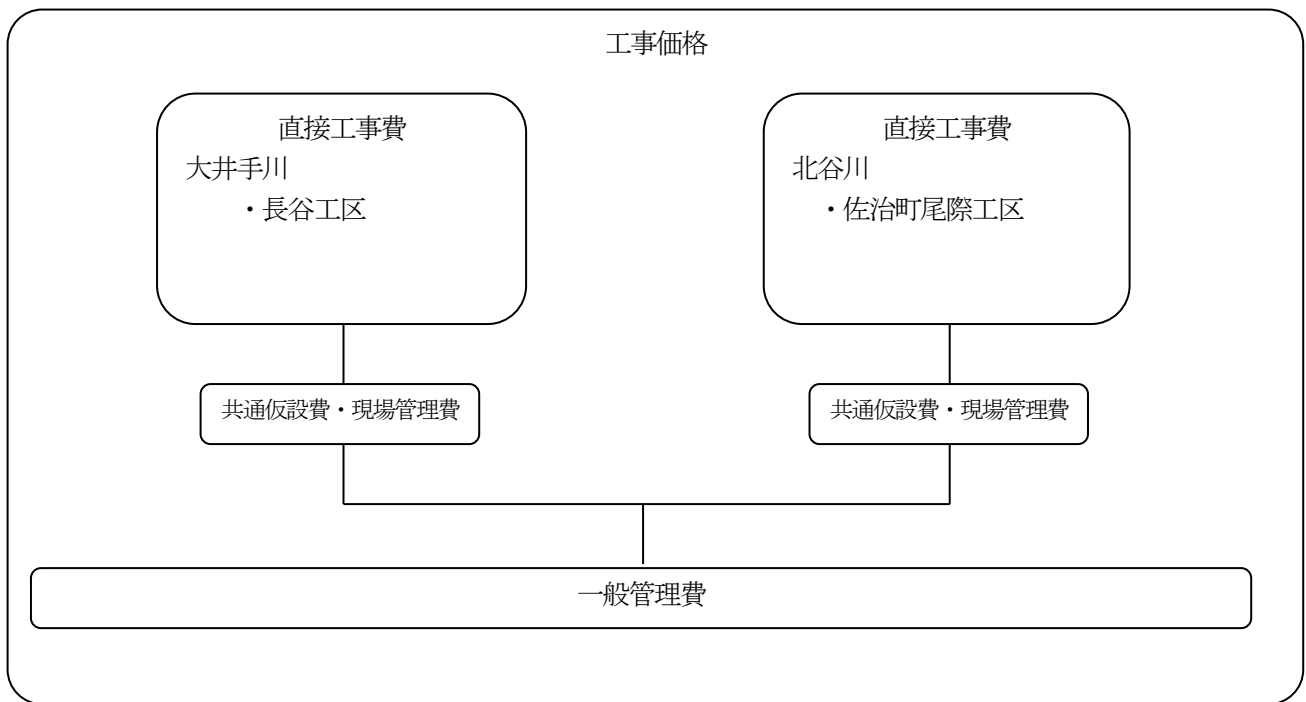 工事価格
直接工事費
大井手川
・長谷工区
直接工事費
北谷川
・佐治町尾際工区
共通仮設費・現場管理費
共通仮設費・現場管理費
一般管理費